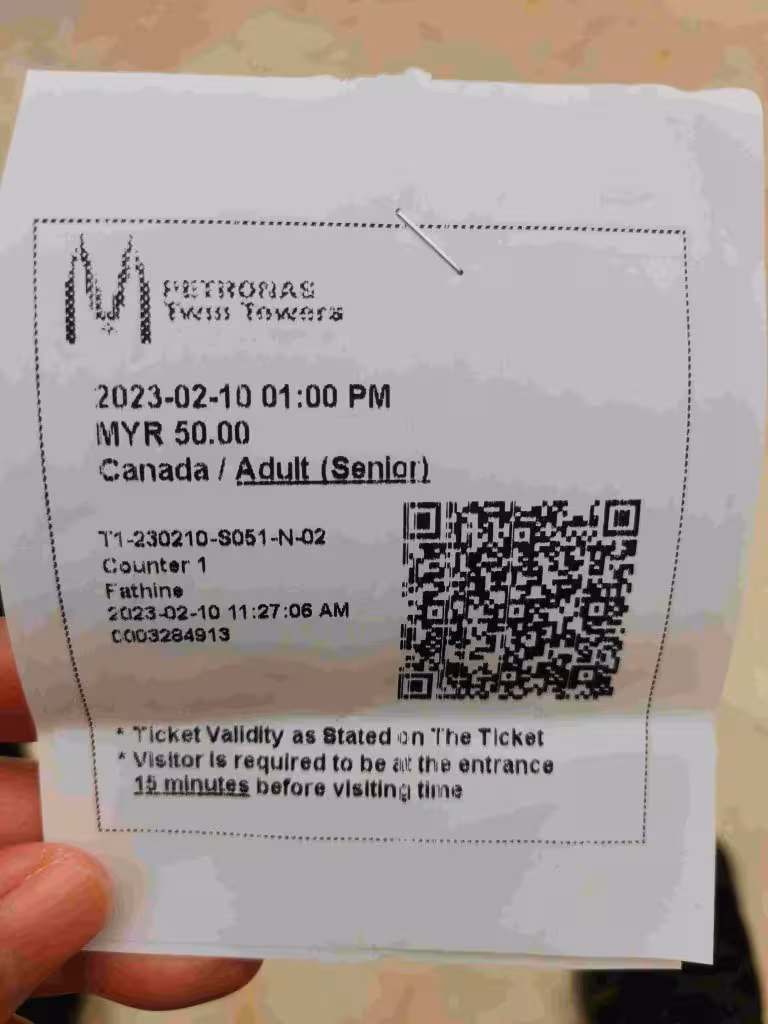 PETRONAS
Twin Towers
2023-02-10 01:00 PM
MYR 50.00
Canada / Adult (Senior)
T1-230210-S051-N-02
Counter 1
Fathine
2023-02-10 11:27:06 AM
C003284913
* Ticket Validity as Stated on The Ticket
* Visitor is required to be at the entrance
15 minutes before visiting time